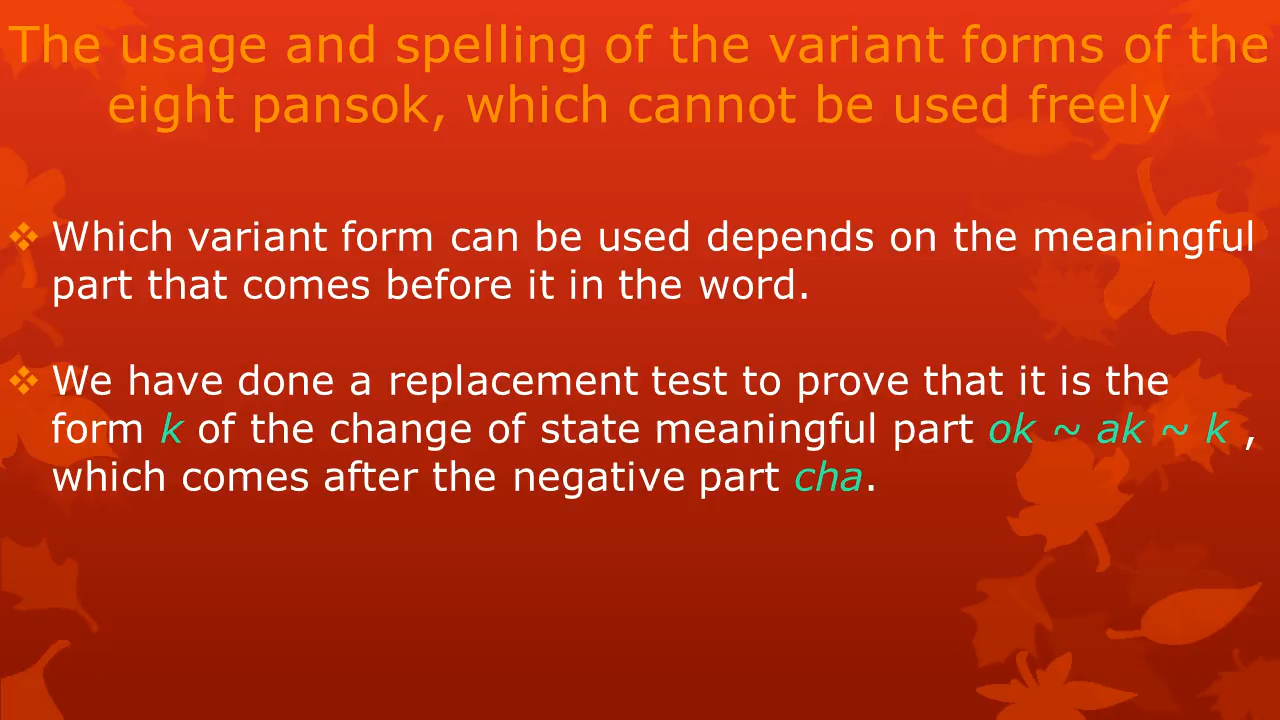 The usage and spelling of the variant forms of the
eight pansok, which cannot be used freely
❖ Which variant form can be used depends on the meaningful
part that comes before it in the word.
❖ We have done a replacement test to prove that it is the
form k of the change of state meaningful part ok ~ ak ~ k ,
which comes after the negative part cha.